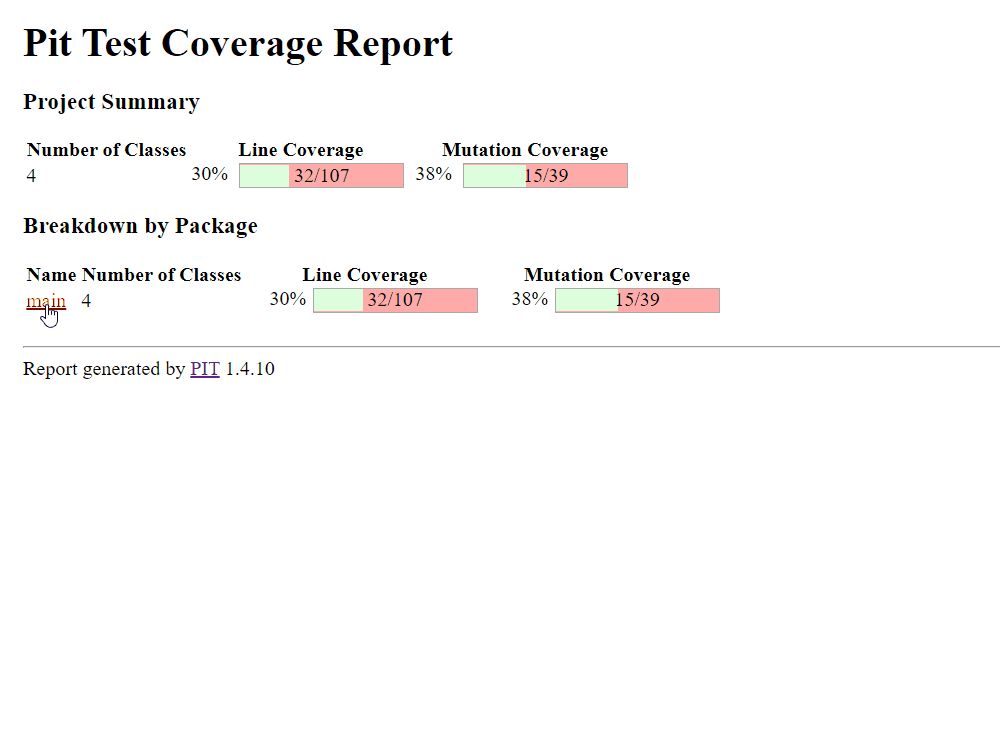 Pit Test Coverage Report
Project Summary
Number of Classes Line Coverage Mutation Coverage
4 30% 32/107 38% 15/39
Breakdown by Package
Name Number of Classes Line Coverage Mutation Coverage
main 4 30% 32/107 38% 15/39
Report generated by PIT 1.4.10